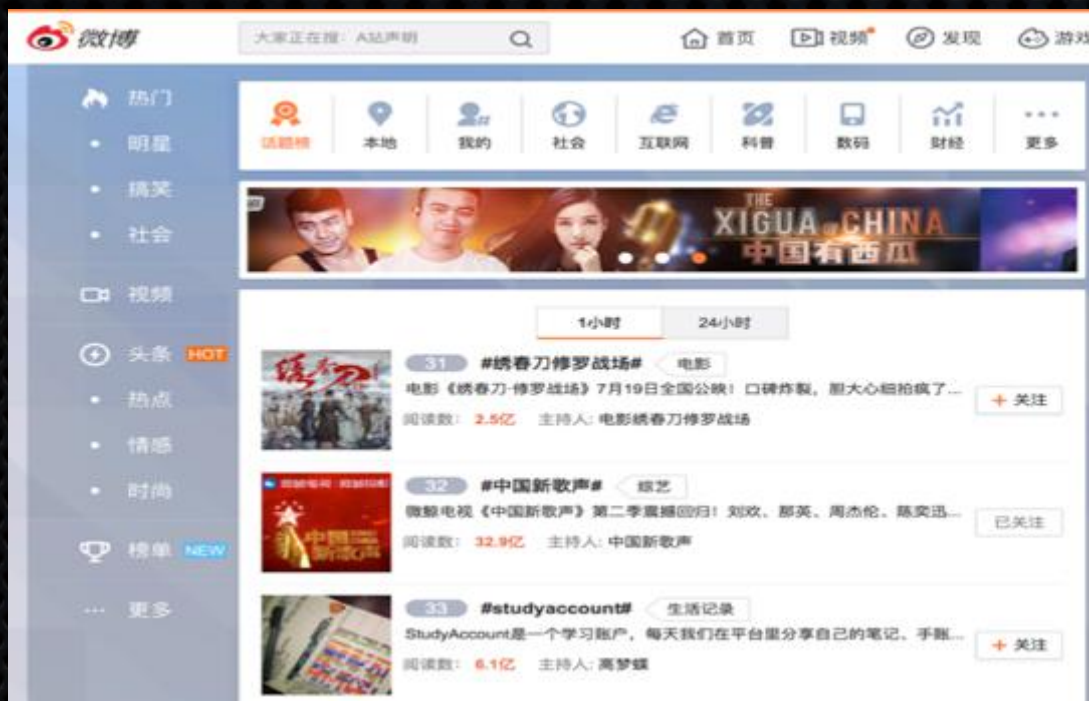 微博
大家正在搜：A站声明
首页 视频 发现 游戏
热门
明星
搞笑
社会
视频
头条 HOT
热点
情感
时尚
榜单 NEW
更多
话题榜 本地 我的 社会 互联网 科普 数码 财经 更多
THE
XIGUA OF CHINA
中国有西瓜
1小时 24小时
31 #绣春刀修罗战场# 电影
电影《绣春刀·修罗战场》7月19日全国公映！口碑炸裂，胆大心细拍疯了...
+ 关注
阅读数： 2.5亿 主持人: 电影绣春刀修罗战场
绣春刀
32 #中国新歌声# 综艺
微鲸电视《中国新歌声》第二季震撼回归！刘欢、那英、周杰伦、陈奕迅...
已关注
阅读数： 32.9亿 主持人: 中国新歌声
中国
新歌声
33 #studyaccount# 生活记录
StudyAccount是一个学习账户，每天我们在平台里分享自己的笔记、手账...
+ 关注
阅读数： 6.1亿 主持人: 高梦蝶